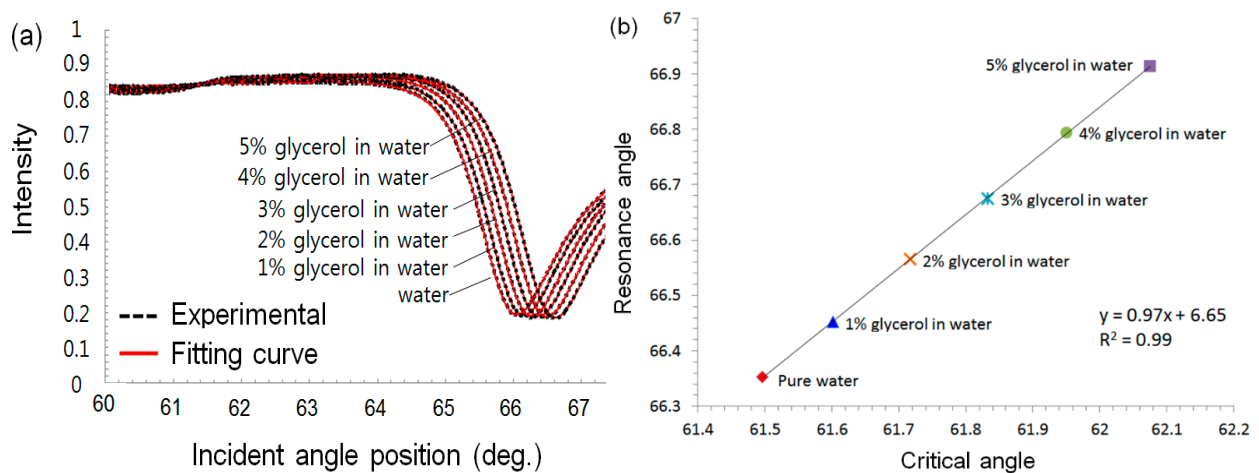 (a)
1
0.9
0.8
0.7
0.6
0.5
0.4
0.3
0.2
0.1
0
Intensity
5% glycerol in water
4% glycerol in water
3% glycerol in water
2% glycerol in water
1% glycerol in water
water
Experimental
Fitting curve
60 61 62 63 64 65 66 67
Incident angle position (deg.)
(b)
67
66.9
66.8
66.7
66.6
66.5
66.4
66.3
Resonance angle
5% glycerol in water
4% glycerol in water
3% glycerol in water
2% glycerol in water
1% glycerol in water
Pure water
y = 0.97x + 6.65
R² = 0.99
61.4 61.5 61.6 61.7 61.8 61.9 62 62.1 62.2
Critical angle